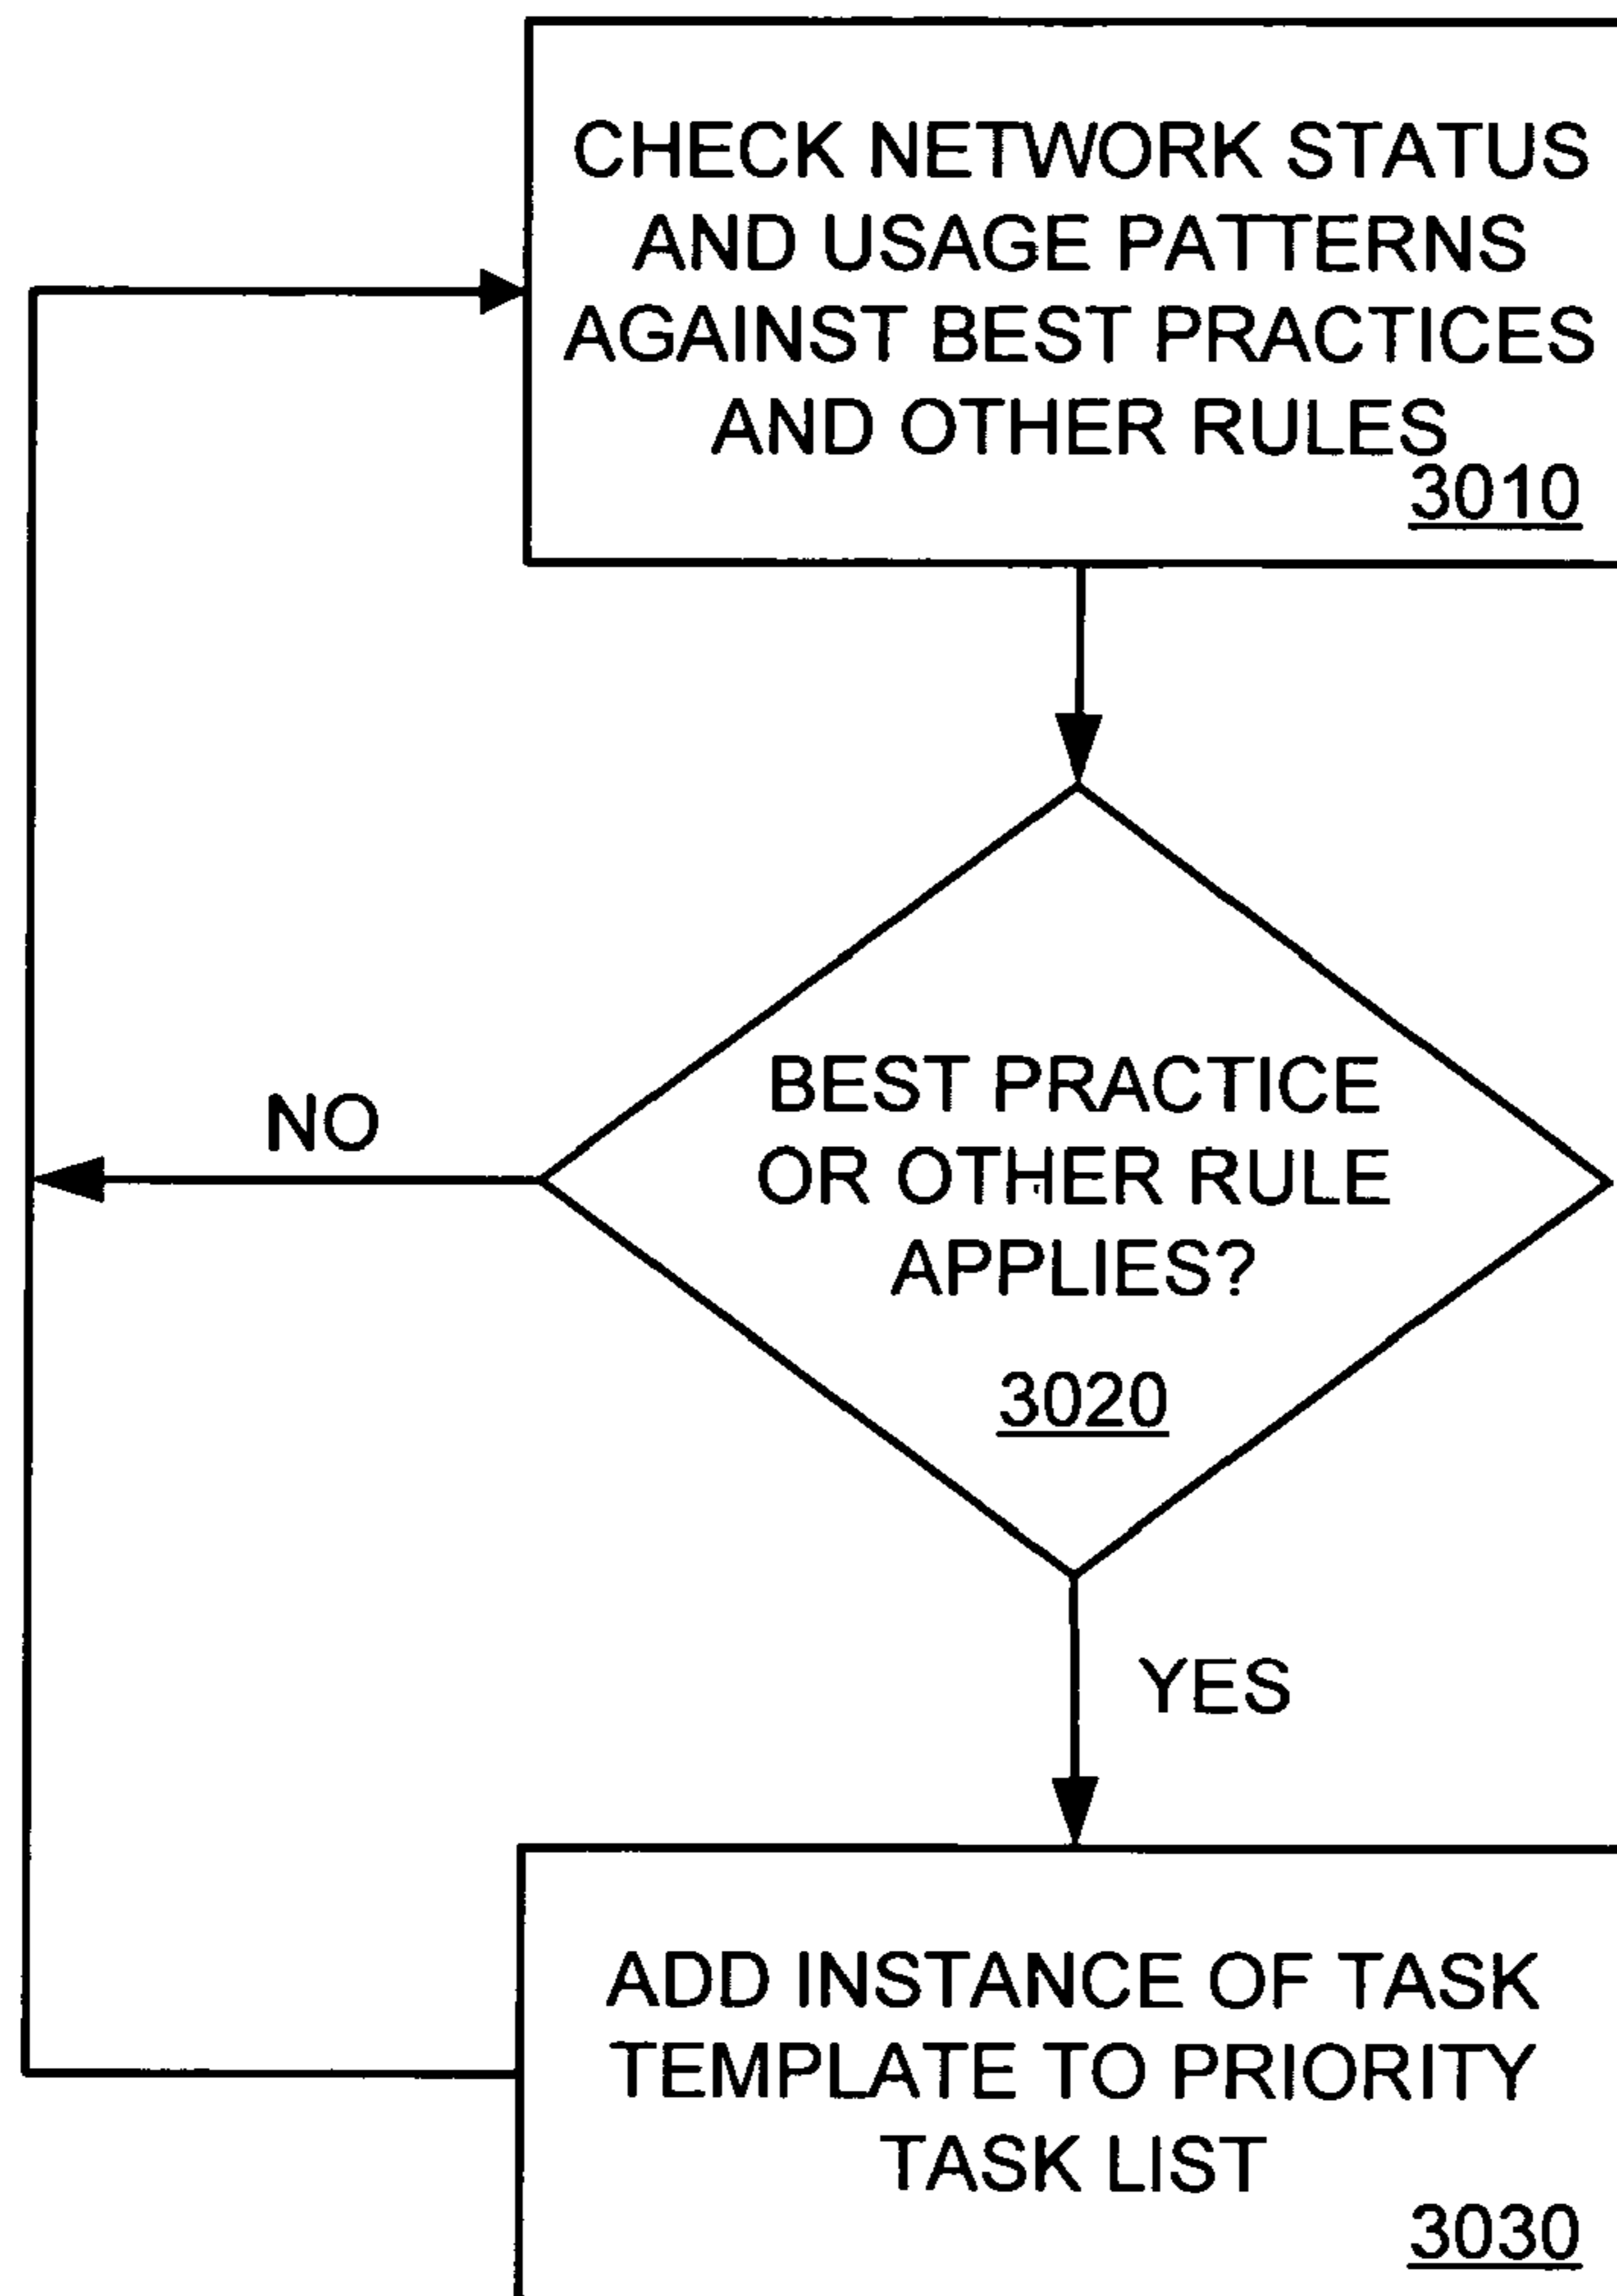 CHECK NETWORK STATUS
AND USAGE PATTERNS
AGAINST BEST PRACTICES
AND OTHER RULES
3010
BEST PRACTICE
OR OTHER RULE
APPLIES?
3020
NO
YES
ADD INSTANCE OF TASK
TEMPLATE TO PRIORITY
TASK LIST
3030